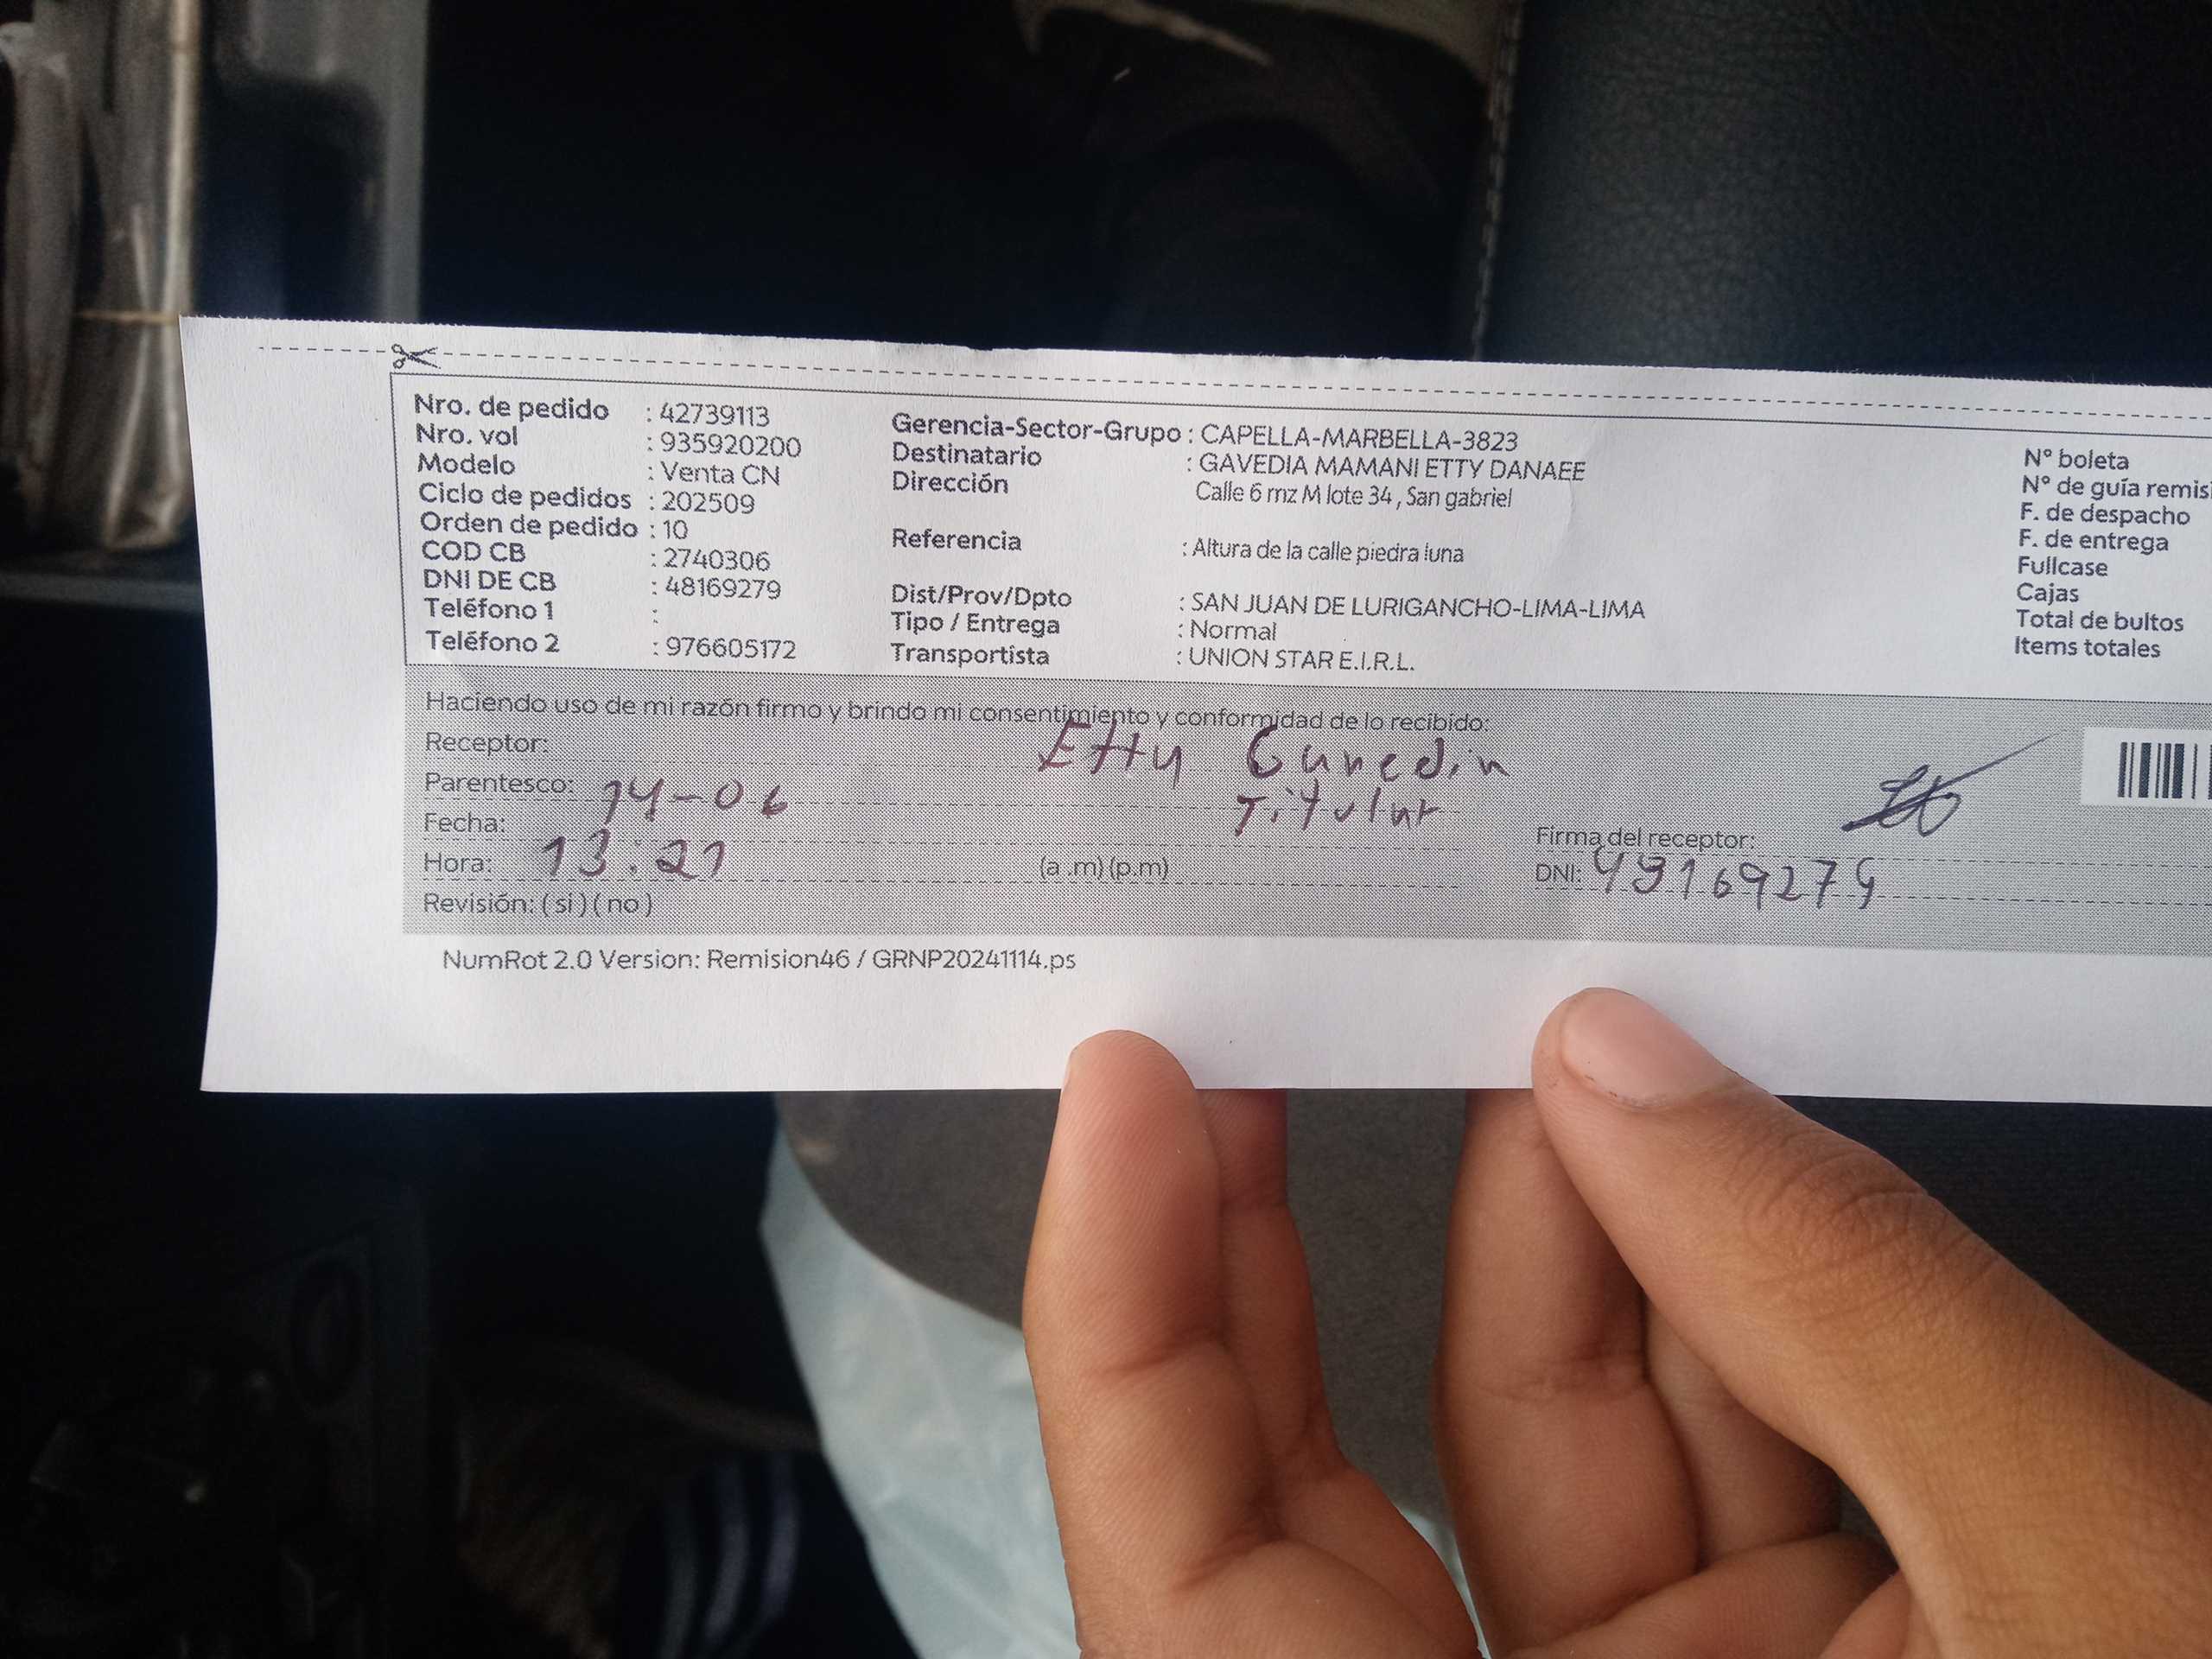 Nro. de pedido : 42739113
Nro. vol : 935920200
Modelo : Venta CN
Ciclo de pedidos : 202509
Orden de pedido : 10
COD CB : 2740306
DNI DE CB : 48169279
Teléfono 1 :
Teléfono 2 : 976605172
Gerencia-Sector-Grupo : CAPELLA-MARBELLA-3823
Destinatario : GAVEDIA MAMANI ETTY DANAEE
Dirección Calle 6 mz M lote 34 , San gabriel
Referencia : Altura de la calle piedra luna
Dist/Prov/Dpto : SAN JUAN DE LURIGANCHO-LIMA-LIMA
Tipo / Entrega : Normal
Transportista : UNION STAR E.I.R.L.
N° boleta
N° de guía remisi
F. de despacho
F. de entrega
Fullcase
Cajas
Total de bultos
Items totales
Haciendo uso de mi razón firmo y brindo mi consentimiento y conformidad de lo recibido:
Receptor: Etty
Parentesco: Titular
Fecha: 14-06
Hora: 13:21 (a .m) (p.m)
Revisión: ( si ) ( no )
Firma del receptor:
DNI:
NumRot 2.0 Version: Remision46 / GRNP20241114.ps